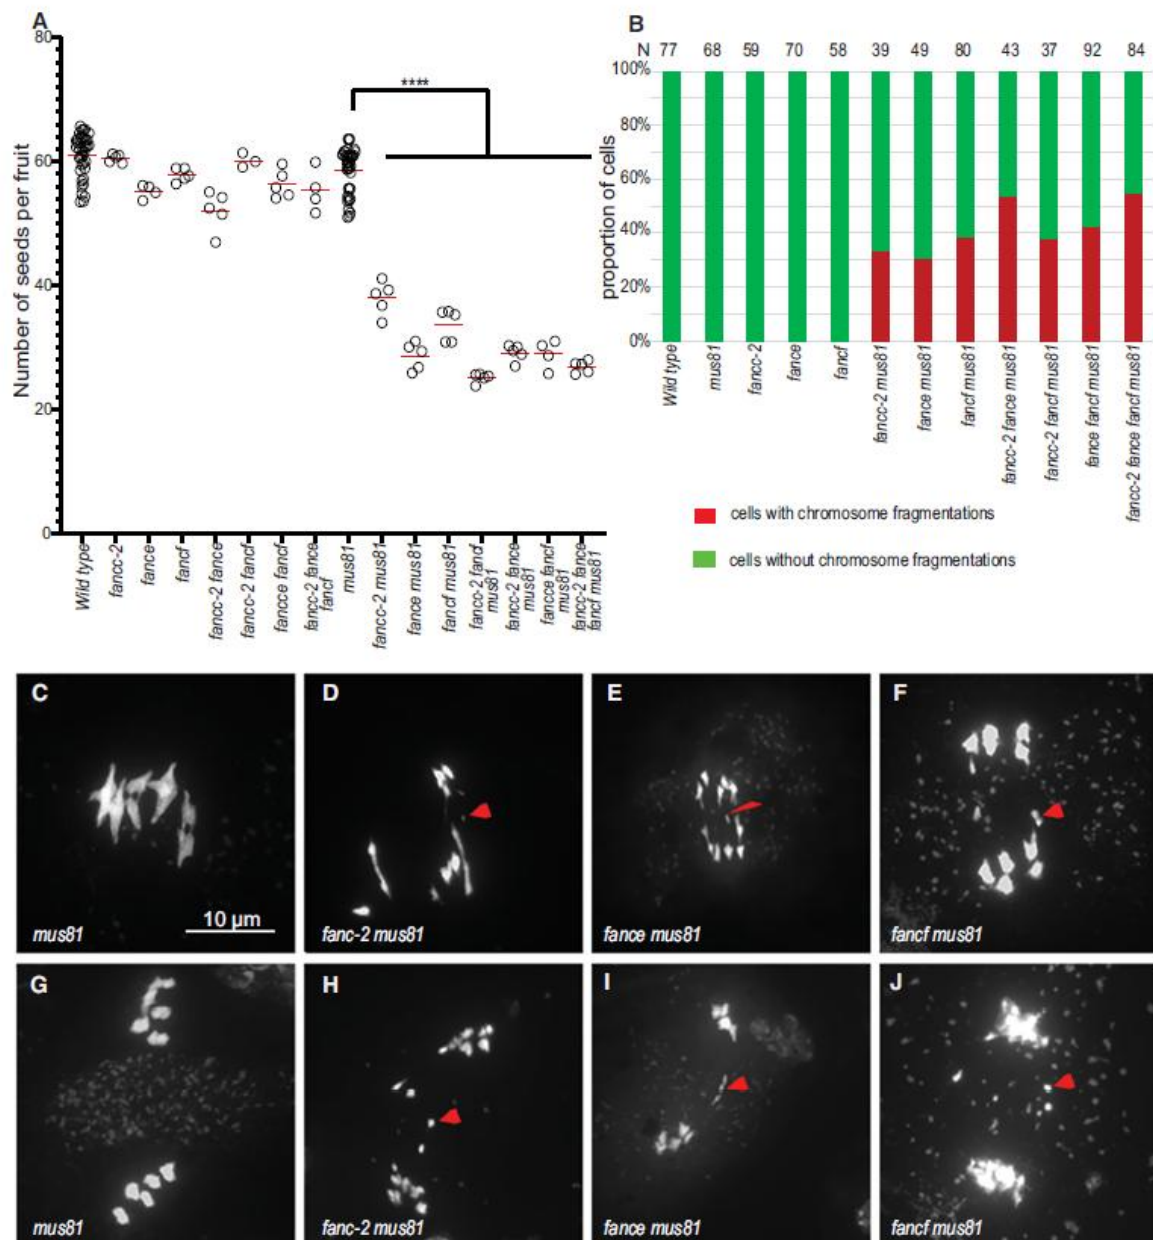 A
80
60
40
20
0
Number of seeds per fruit
****
Wild type
fancc-2
fance
fancf
fancc-2 fance
fancc-2 fancf
fancce fancf
fancc-2 fance
fancf
mus81
fancc-2 mus81
fance mus81
fancf mus81
fancc-2 fancf
mus81
fancc-2 fance
mus81
fancce fancf
mus81
fancc-2 fance
fancf mus81
B
N 77 68 59 70 58 39 49 80 43 37 92 84
100%
80%
60%
40%
20%
0%
proportion of cells
Wild type
mus81
fancc-2
fance
fancf
fancc-2 mus81
fance mus81
fancf mus81
fancc-2 fance mus81
fancc-2 fancf mus81
fance fancf mus81
fancc-2 fance fancf mus81
cells with chromosome fragmentations
cells without chromosome fragmentations
C
10 µm
mus81
D
fanc-2 mus81
E
fance mus81
F
fancf mus81
G
mus81
H
fanc-2 mus81
I
fance mus81
J
fancf mus81